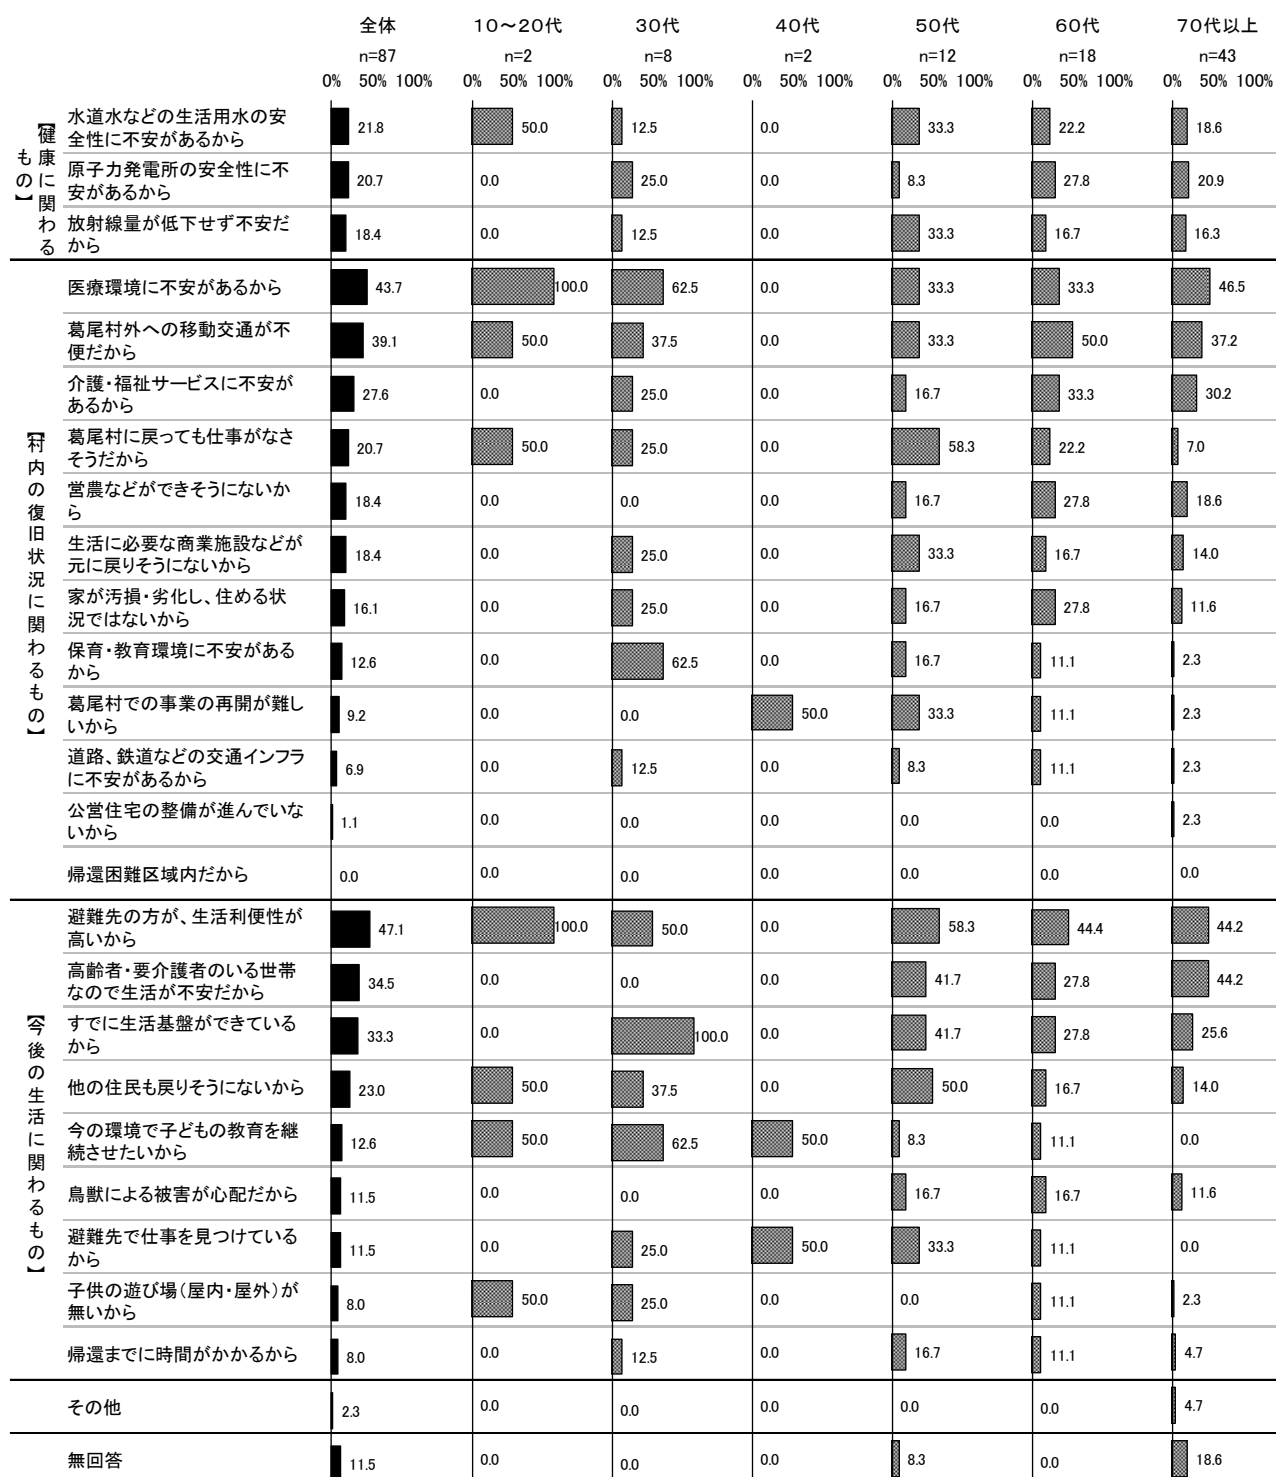 全体 10～20代 30代 40代 50代 60代 70代以上
n=87 n=2 n=8 n=2 n=12 n=18 n=43
0% 50% 100% 0% 50% 100% 0% 50% 100% 0% 50% 100% 0% 50% 100% 0% 50% 100% 0% 50% 100%
【健康に関わるもの】
水道水などの生活用水の安
全性に不安があるから
21.8 50.0 12.5 0.0 33.3 22.2 18.6
原子力発電所の安全性に不
安があるから
20.7 0.0 25.0 0.0 8.3 27.8 20.9
放射線量が低下せず不安だ
から
18.4 0.0 12.5 0.0 33.3 16.7 16.3
【村内の復旧状況に関わるもの】
医療環境に不安があるから
43.7 100.0 62.5 0.0 33.3 33.3 46.5
葛尾村外への移動交通が不
便だから
39.1 50.0 37.5 0.0 33.3 50.0 37.2
介護・福祉サービスに不安が
あるから
27.6 0.0 25.0 0.0 16.7 33.3 30.2
葛尾村に戻っても仕事がなさ
そうだから
20.7 50.0 25.0 0.0 58.3 22.2 7.0
営農などができそうにないか
ら
18.4 0.0 0.0 0.0 16.7 27.8 18.6
生活に必要な商業施設などが
元に戻りそうにないから
18.4 0.0 25.0 0.0 33.3 16.7 14.0
家が汚損・劣化し、住める状
況ではないから
16.1 0.0 25.0 0.0 16.7 27.8 11.6
保育・教育環境に不安がある
から
12.6 0.0 62.5 0.0 16.7 11.1 2.3
葛尾村での事業の再開が難し
いから
9.2 0.0 0.0 50.0 33.3 11.1 2.3
道路、鉄道などの交通インフラ
に不安があるから
6.9 0.0 12.5 0.0 8.3 11.1 2.3
公営住宅の整備が進んでいな
いから
1.1 0.0 0.0 0.0 0.0 0.0 2.3
帰還困難区域内だから
0.0 0.0 0.0 0.0 0.0 0.0 0.0
【今後の生活に関わるもの】
避難先の方が、生活利便性が
高いから
47.1 100.0 50.0 0.0 58.3 44.4 44.2
高齢者・要介護者のいる世帯
なので生活が不安だから
34.5 0.0 0.0 0.0 41.7 27.8 44.2
すでに生活基盤ができている
から
33.3 0.0 100.0 0.0 41.7 27.8 25.6
他の住民も戻りそうにないから
23.0 50.0 37.5 0.0 50.0 16.7 14.0
今の環境で子どもの教育を継
続させたいから
12.6 50.0 62.5 50.0 8.3 11.1 0.0
鳥獣による被害が心配だから
11.5 0.0 0.0 0.0 16.7 16.7 11.6
避難先で仕事を見つけている
から
11.5 0.0 25.0 50.0 33.3 11.1 0.0
子供の遊び場（屋内・屋外）が
無いから
8.0 50.0 25.0 0.0 0.0 11.1 2.3
帰還までに時間がかかるから
8.0 0.0 12.5 0.0 16.7 11.1 4.7
その他
2.3 0.0 0.0 0.0 0.0 0.0 4.7
無回答
11.5 0.0 0.0 0.0 8.3 0.0 18.6